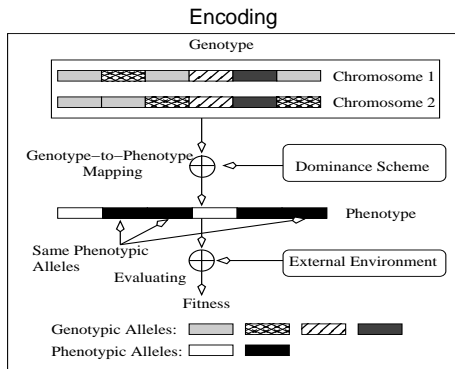 Encoding
Genotype
Chromosome 1
Chromosome 2
Genotype-to-Phenotype
Mapping
Dominance Scheme
Phenotype
Same Phenotypic
Alleles
Evaluating
External Environment
Fitness
Genotypic Alleles:
Phenotypic Alleles: